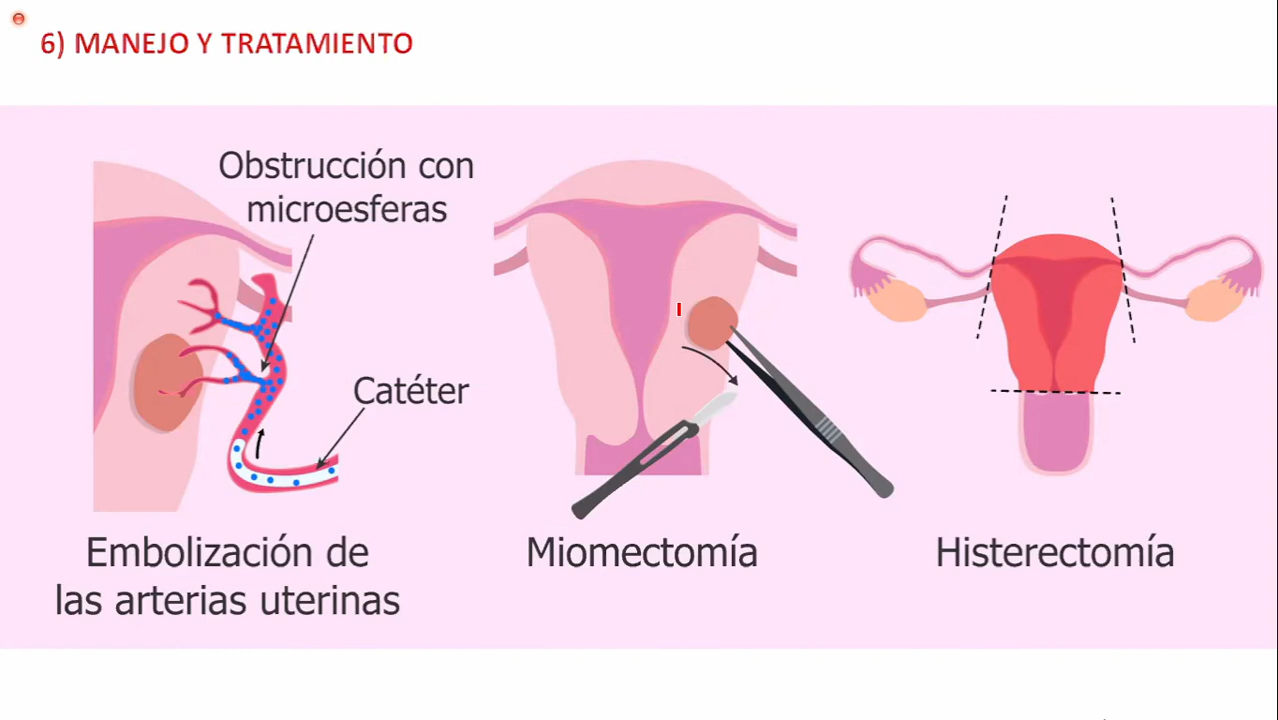 6) MANEJO Y TRATAMIENTO
Obstrucción con
microesferas
Catéter
Embolización de
las arterias uterinas
Miomectomía
Histerectomía